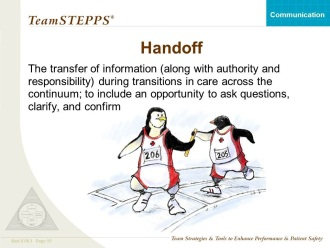 Communication
TeamSTEPPS®
Handoff
The transfer of information (along with authority and
responsibility) during transitions in care across the
continuum; to include an opportunity to ask questions,
clarify, and confirm
206
205
Team Strategies & Tools to Enhance Performance & Patient Safety